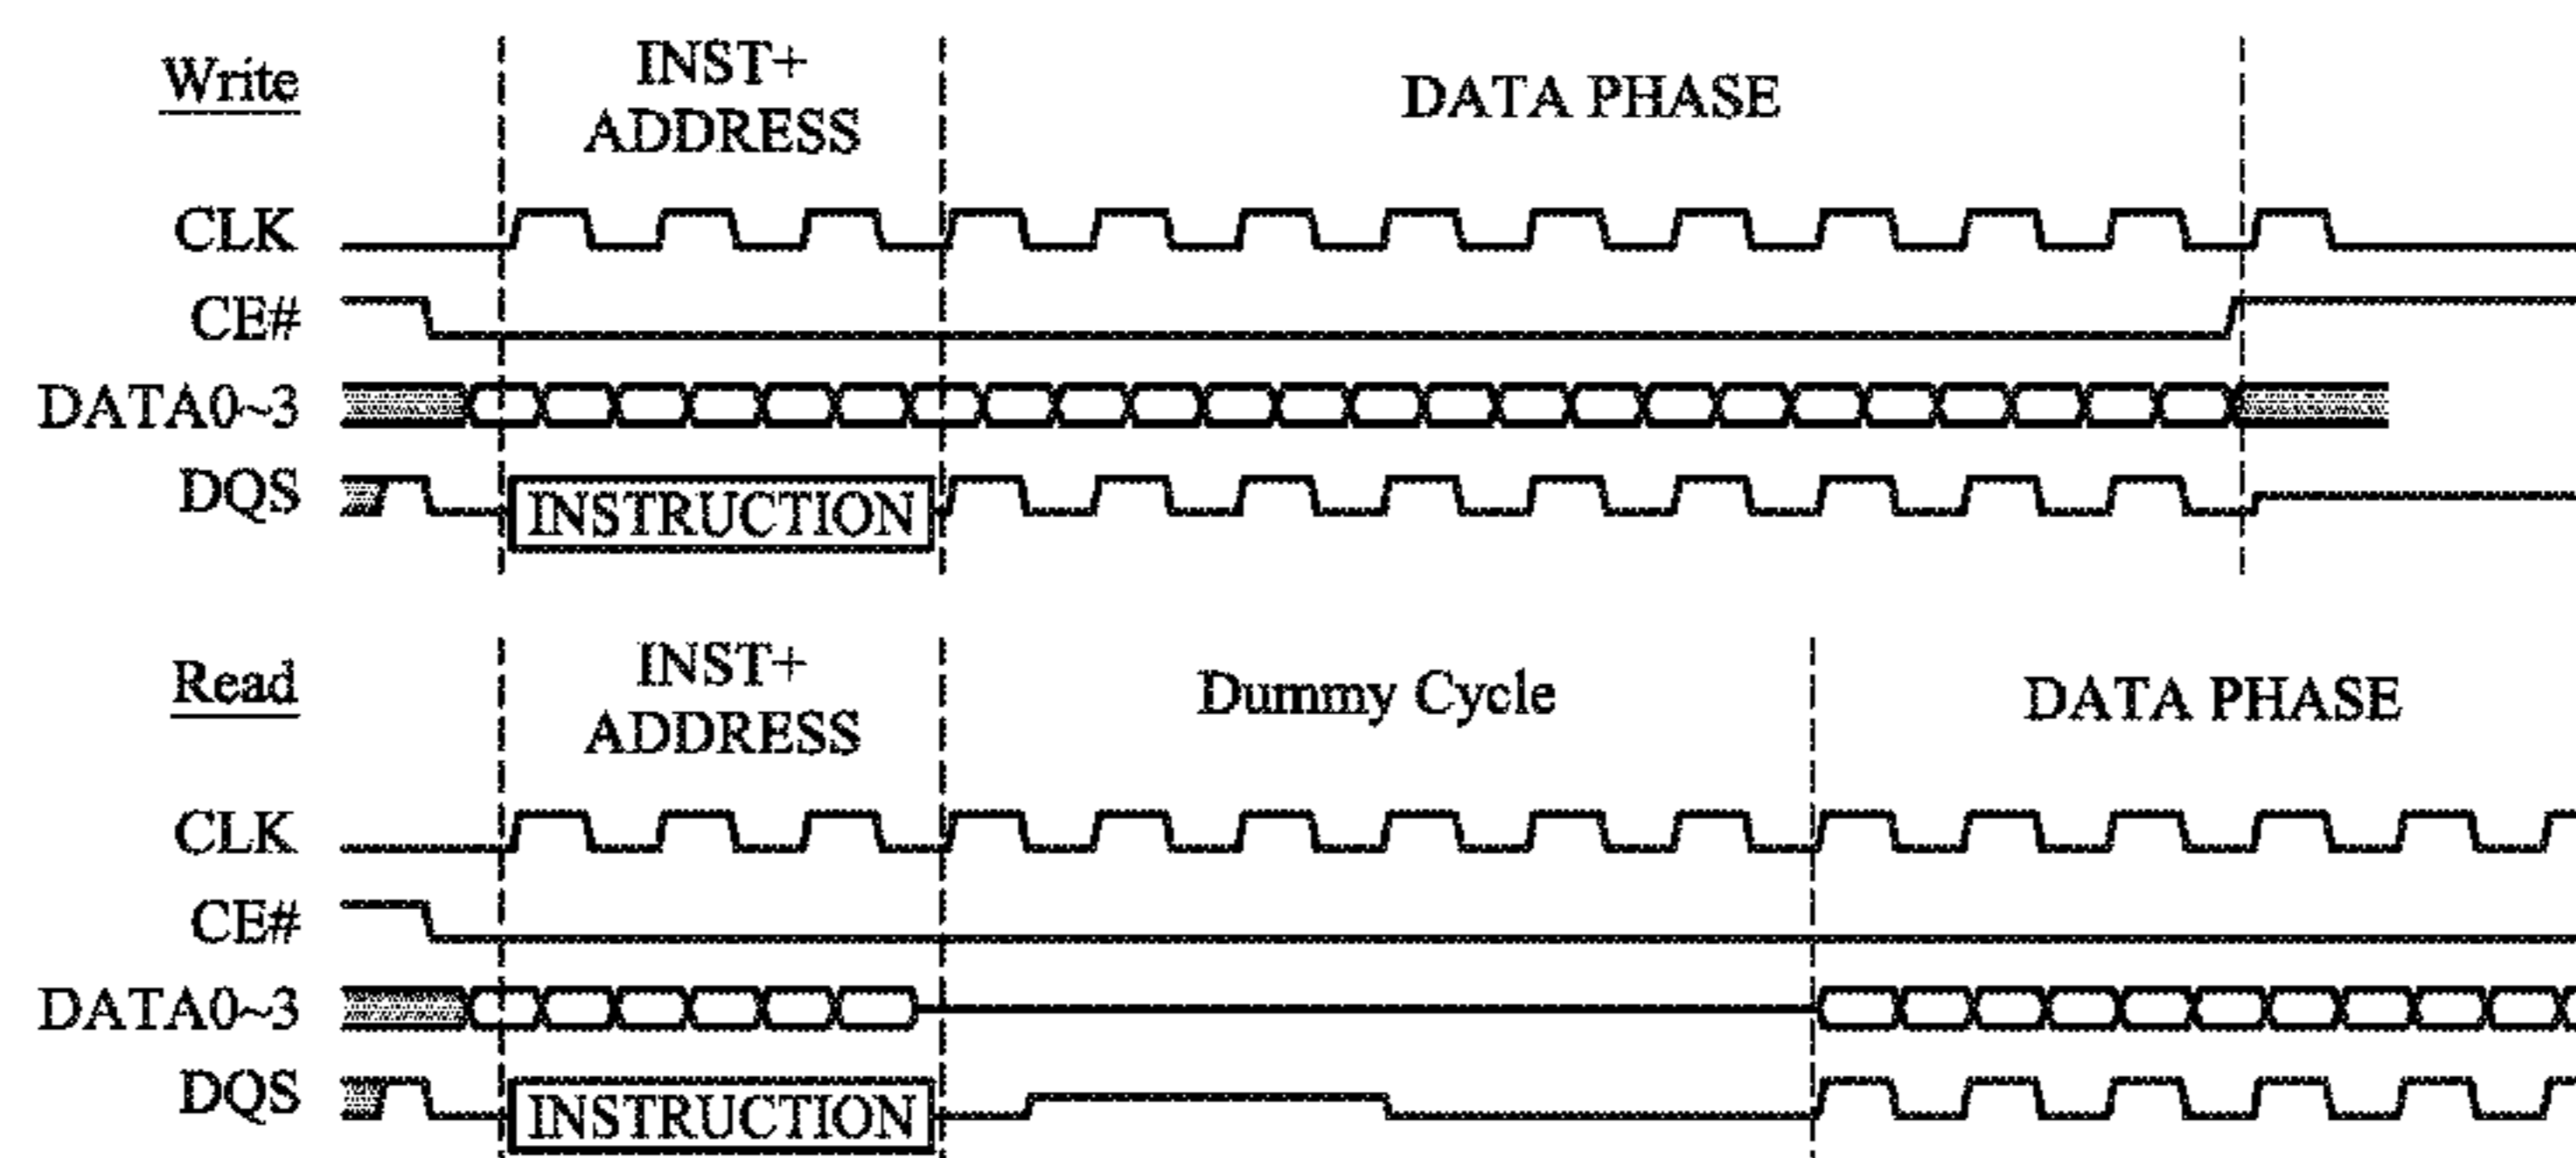 Write
INST+
ADDRESS
DATA PHASE
CLK
CE#
DATA0~3
DQS
INSTRUCTION
Read
INST+
ADDRESS
Dummy Cycle
DATA PHASE
CLK
CE#
DATA0~3
DQS
INSTRUCTION